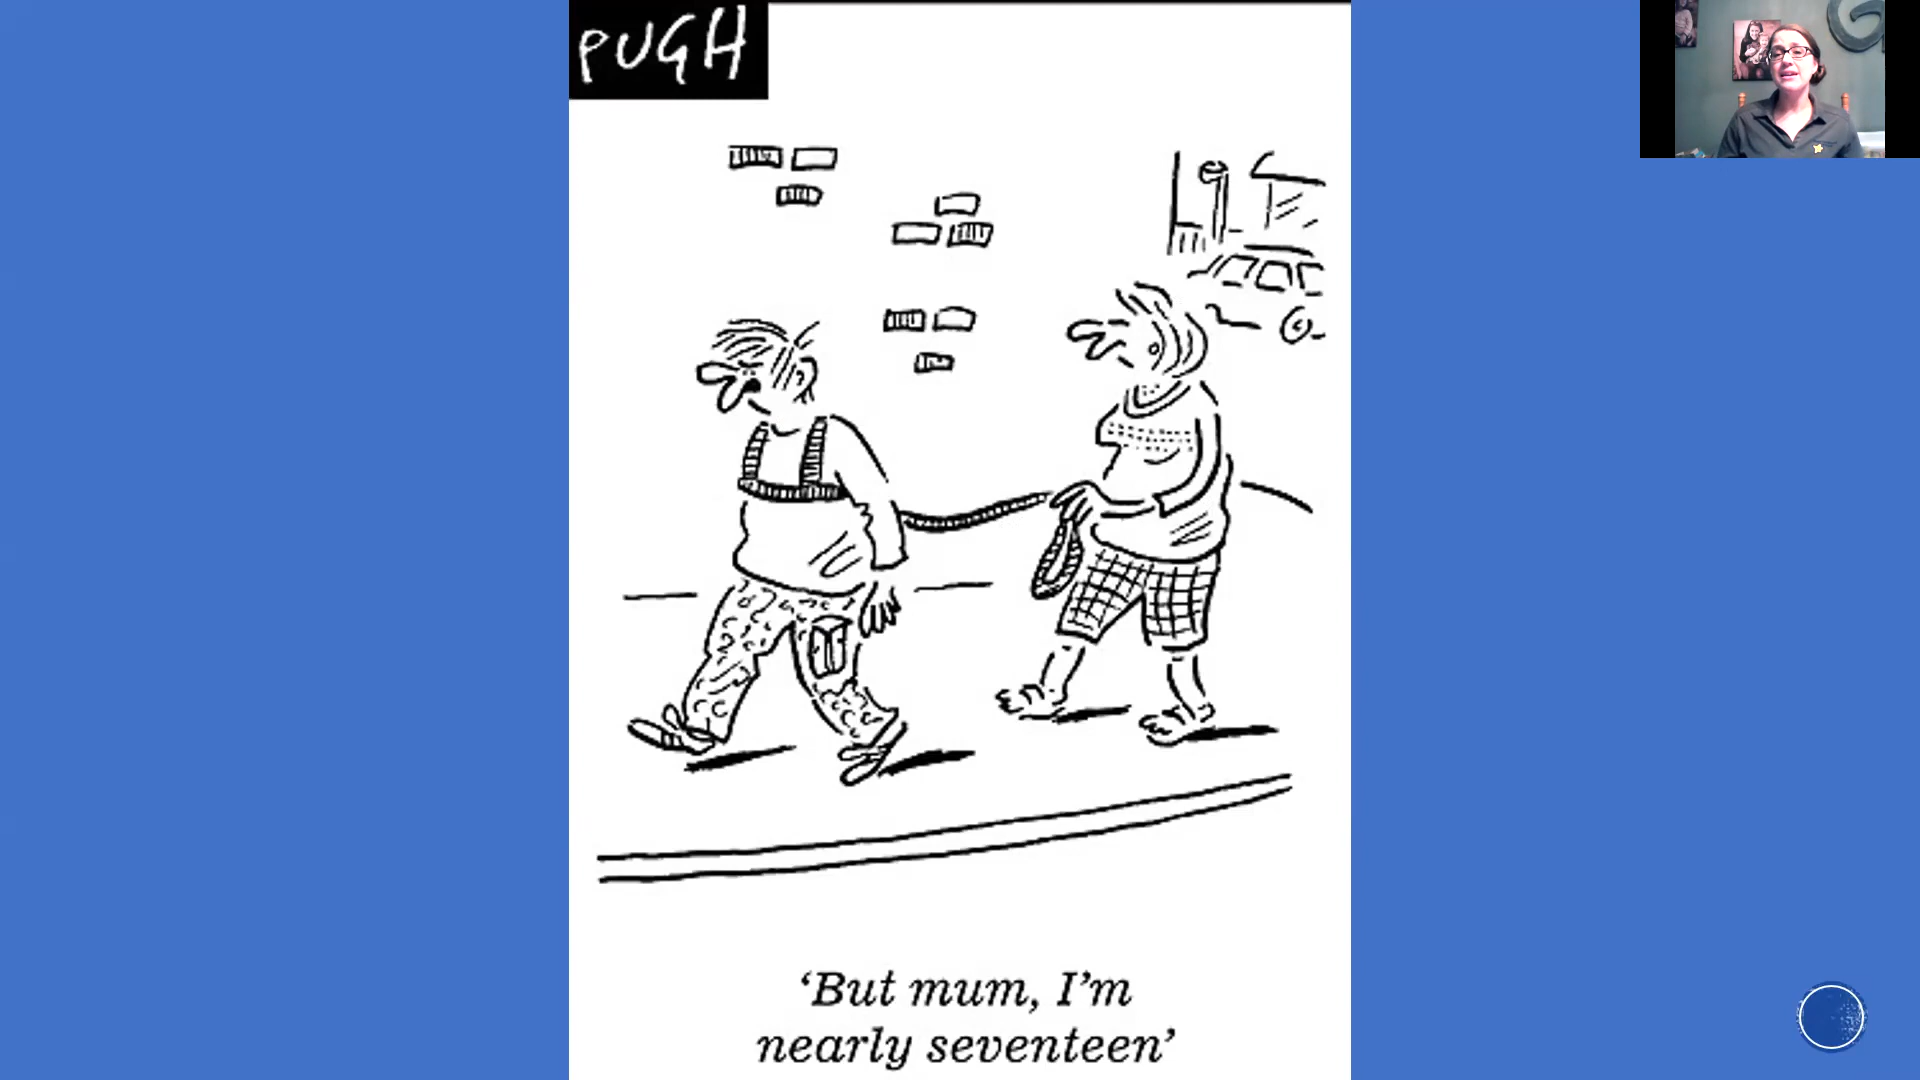 PUGH
G
‘But mum, I’m
nearly seventeen’